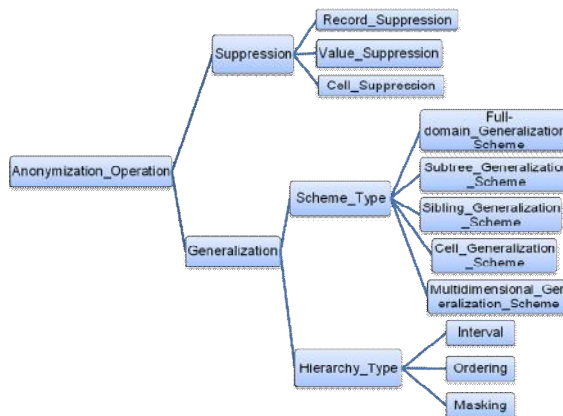 Record_Suppression
Suppression
Value_Suppression
Cell_Suppression
Full-
domain_Generalization
_Scheme
Anonymization_Operation
Subtree_Generalization
_Scheme
Scheme_Type
Sibling_Generalization
_Scheme
Generalization
Cell_Generalization
_Scheme
Multidimensional_Gen
eralization_Scheme
Interval
Hierarchy_Type
Ordering
Masking